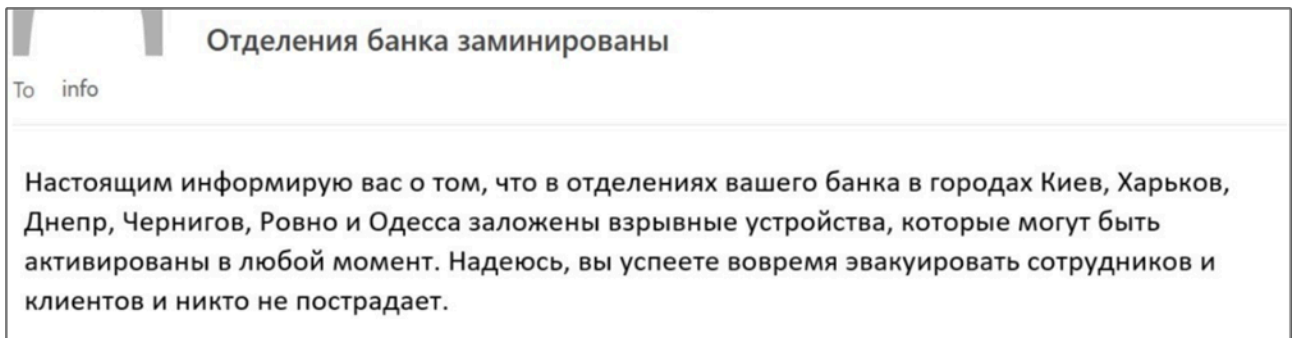 Отделения банка заминированы
To info
Настоящим информирую вас о том, что в отделениях вашего банка в городах Киев, Харьков,
Днепр, Чернигов, Ровно и Одесса заложены взрывные устройства, которые могут быть
активированы в любой момент. Надеюсь, вы успеете вовремя эвакуировать сотрудников и
клиентов и никто не пострадает.